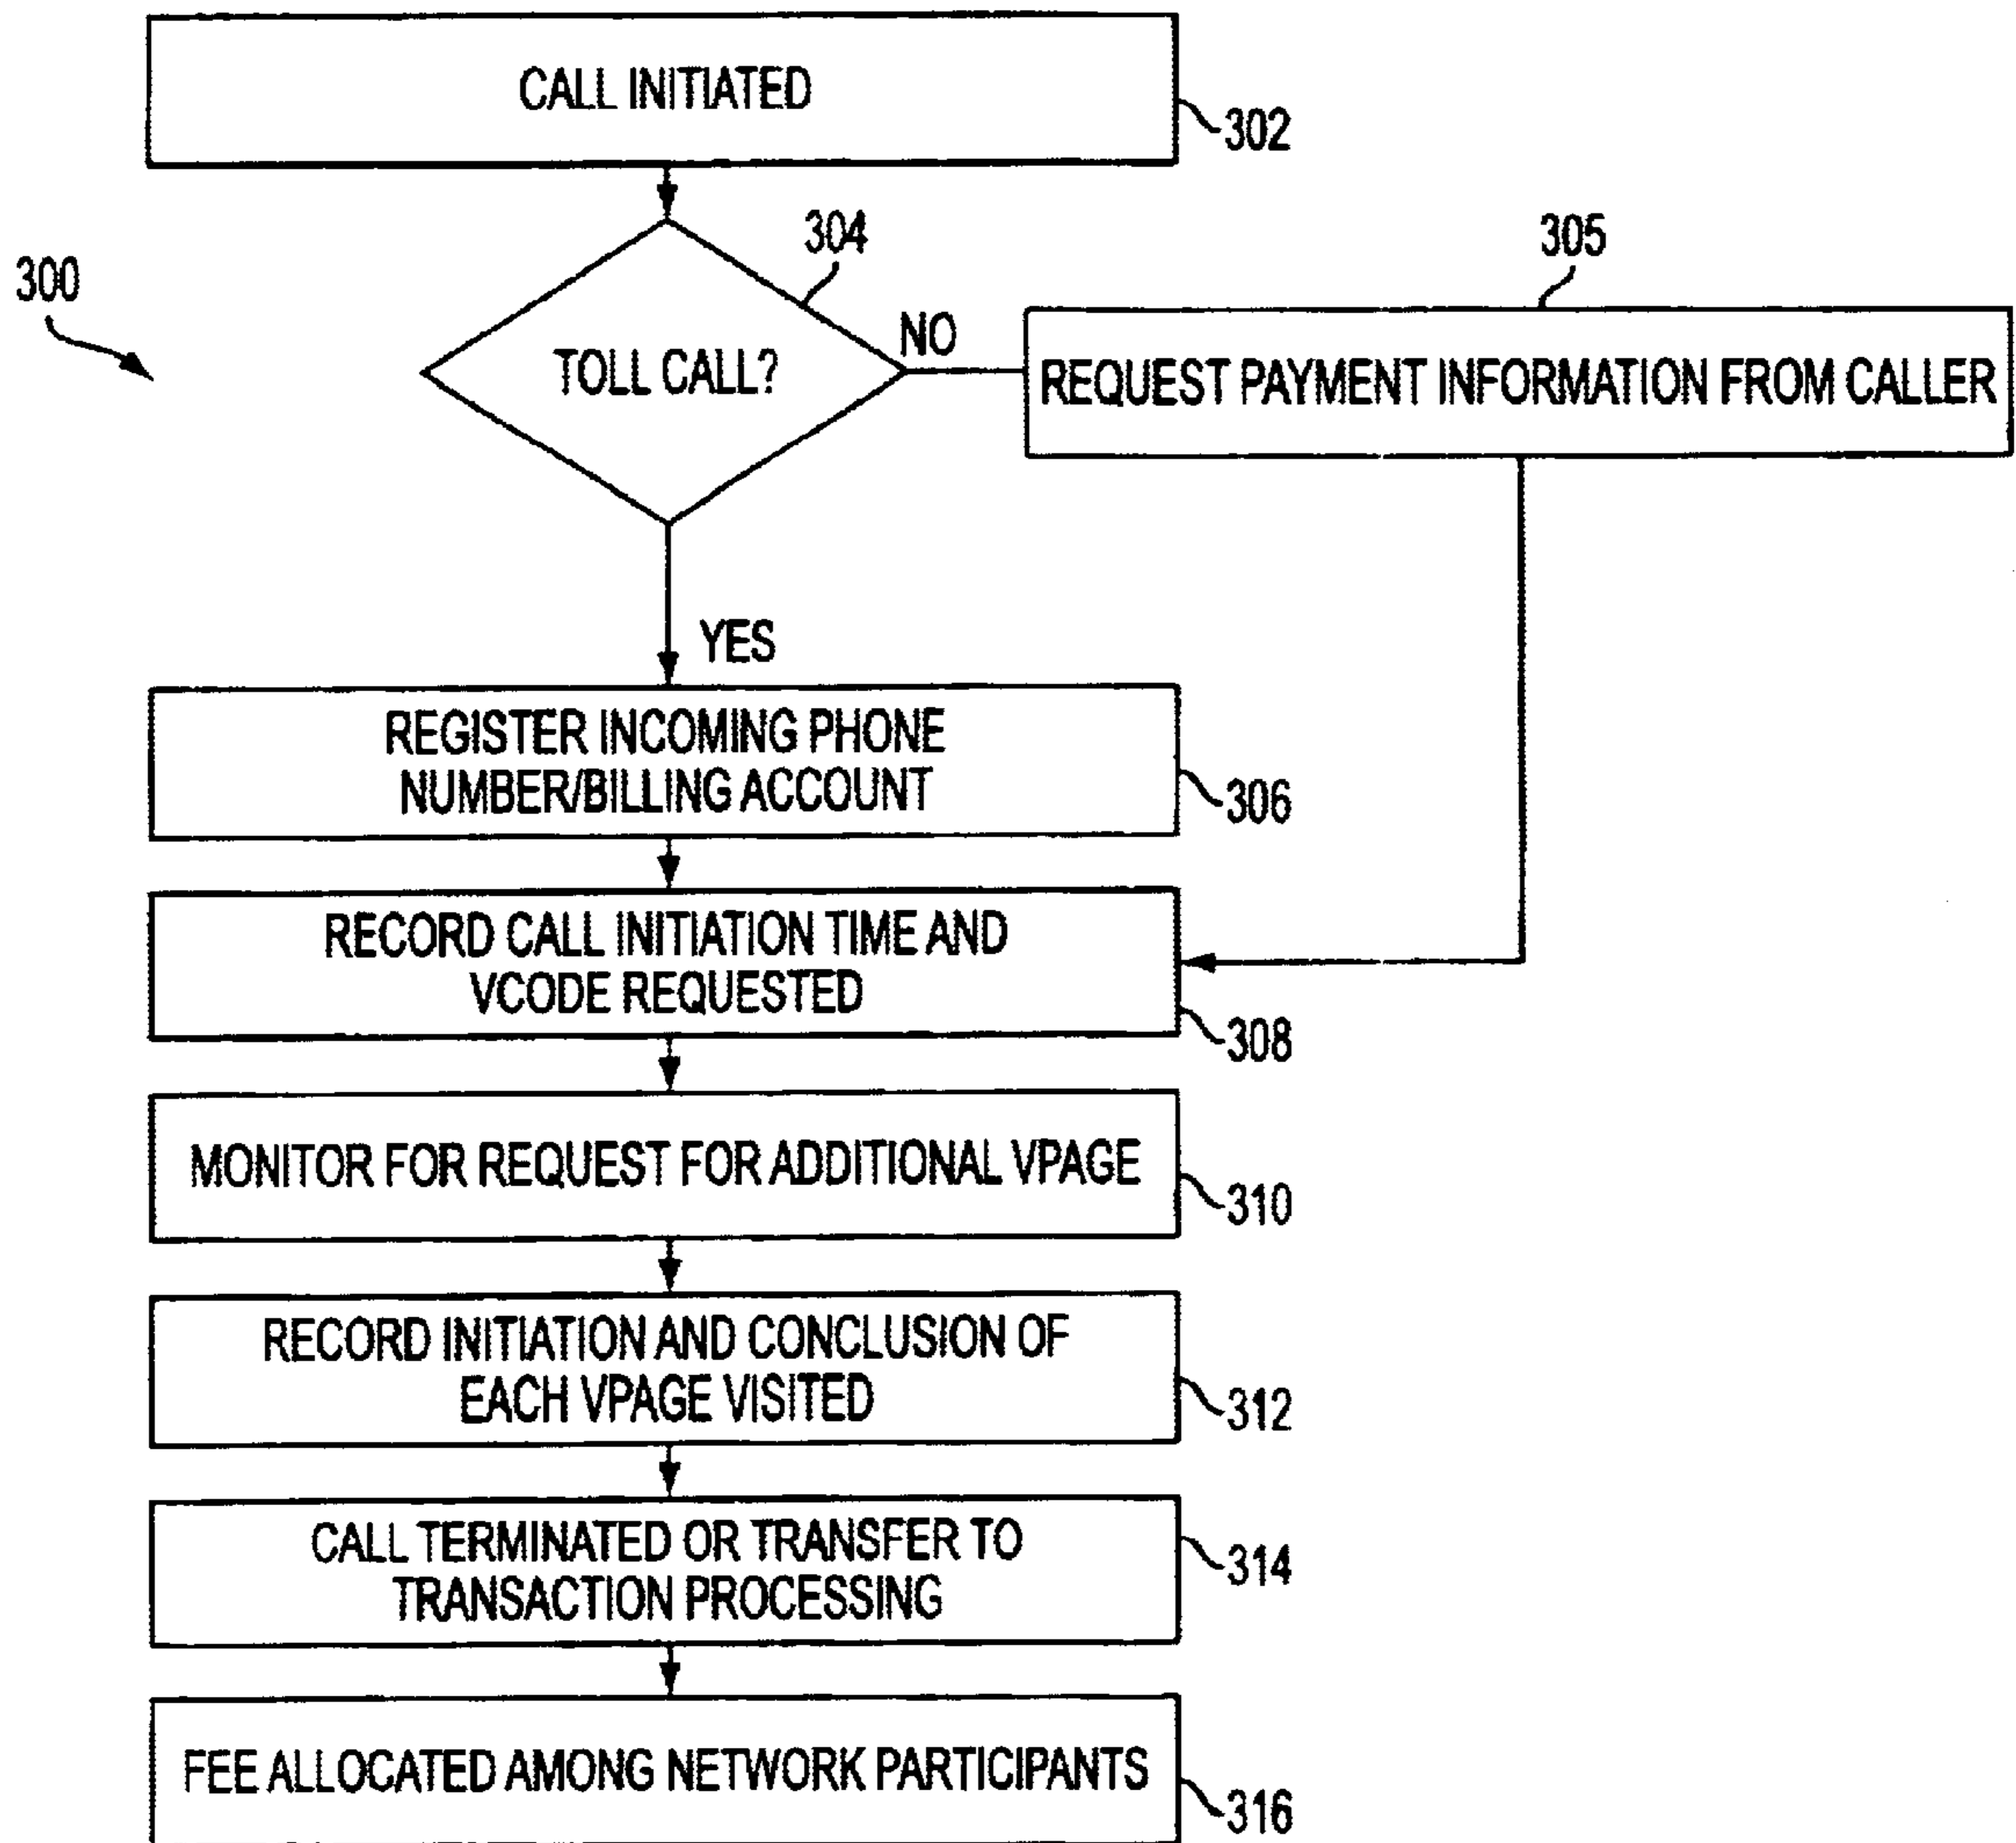 CALL INITIATED
302
304
305
300
TOLL CALL?
NO
REQUEST PAYMENT INFORMATION FROM CALLER
YES
REGISTER INCOMING PHONE
NUMBER/BILLING ACCOUNT
306
RECORD CALL INITIATION TIME AND
VCODE REQUESTED
308
MONITOR FOR REQUEST FOR ADDITIONAL VPAGE
310
RECORD INITIATION AND CONCLUSION OF
EACH VPAGE VISITED
312
CALL TERMINATED OR TRANSFER TO
TRANSACTION PROCESSING
314
FEE ALLOCATED AMONG NETWORK PARTICIPANTS
316